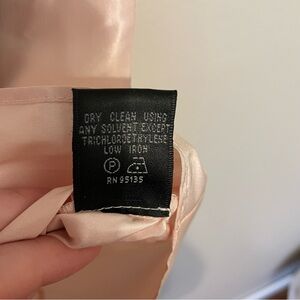 DRY CLEAN USING
ANY SOLVENT EXCEPT
TRICHLOROETHYLENE
LOW IRON
P
RN 95135